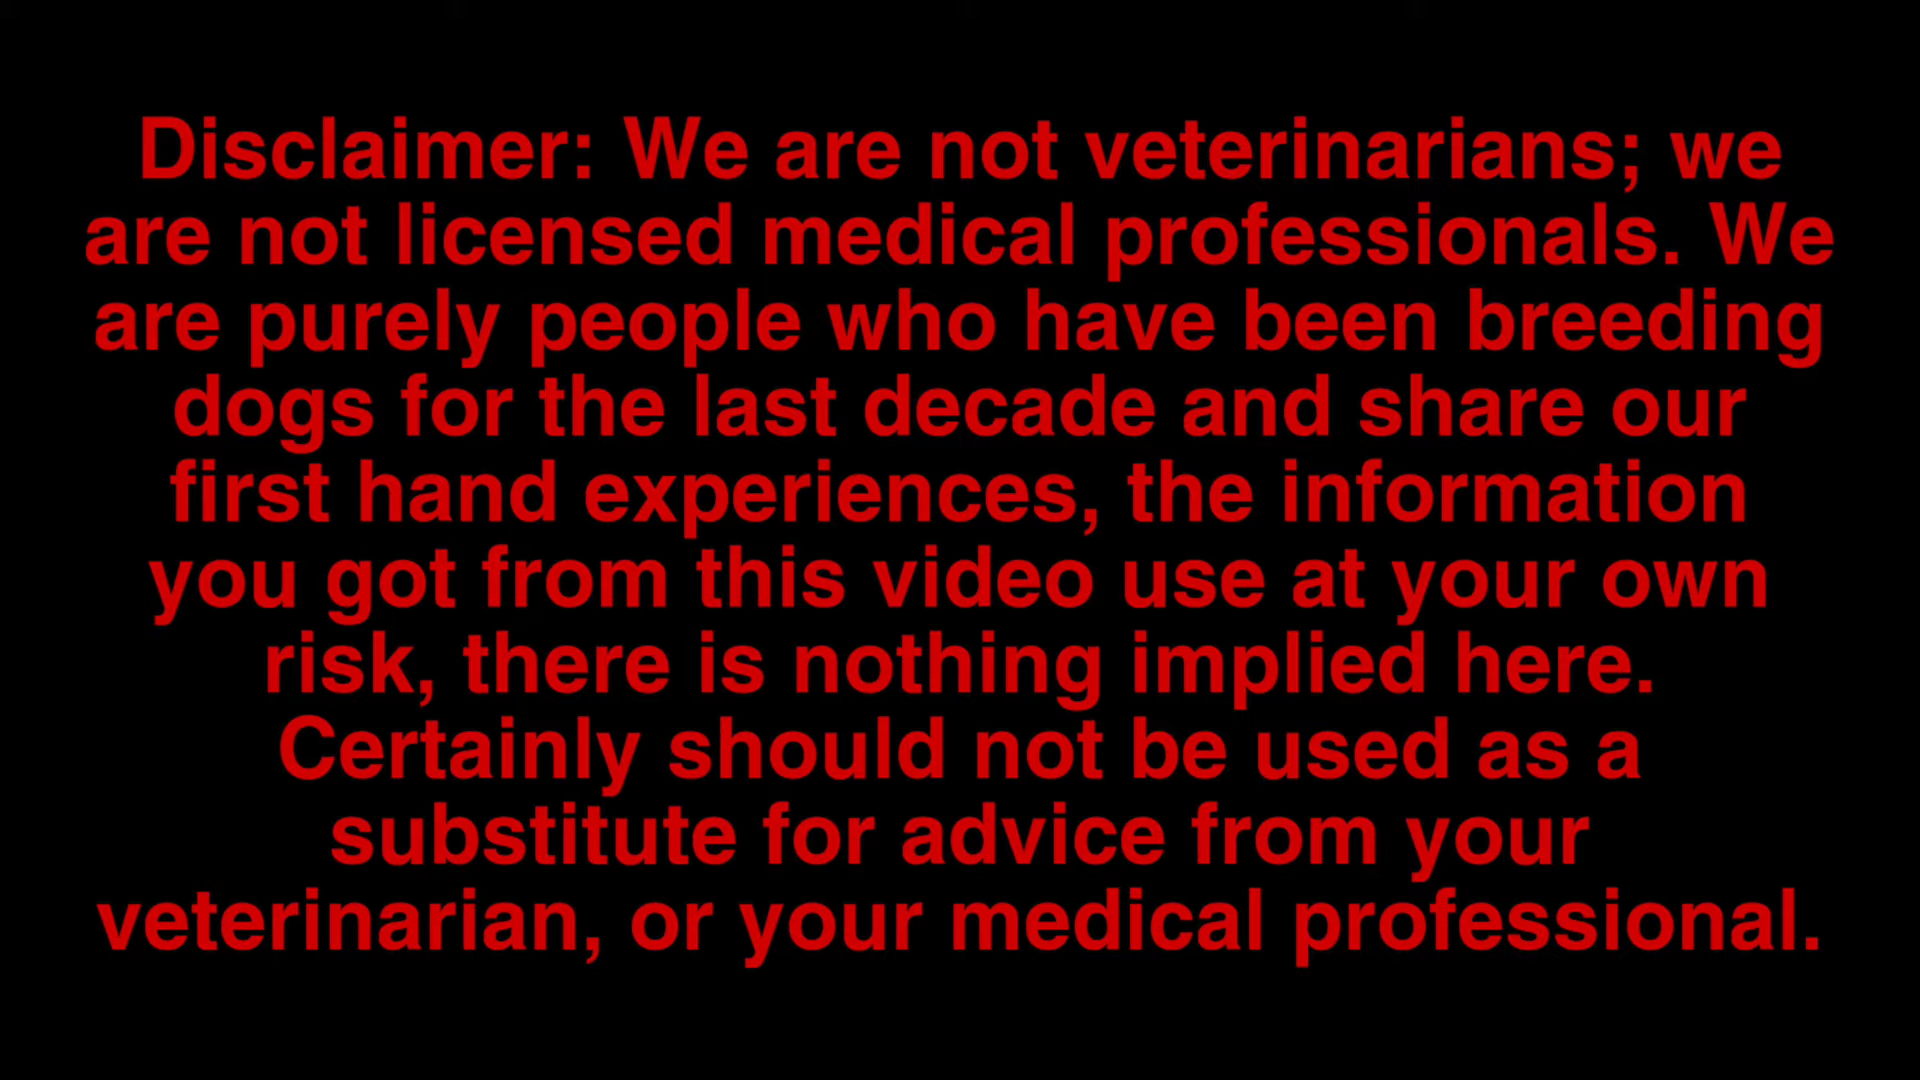 Disclaimer: We are not veterinarians; we
are not licensed medical professionals. We
are purely people who have been breeding
dogs for the last decade and share our
first hand experiences, the information
you got from this video use at your own
risk, there is nothing implied here.
Certainly should not be used as a
substitute for advice from your
veterinarian, or your medical professional.